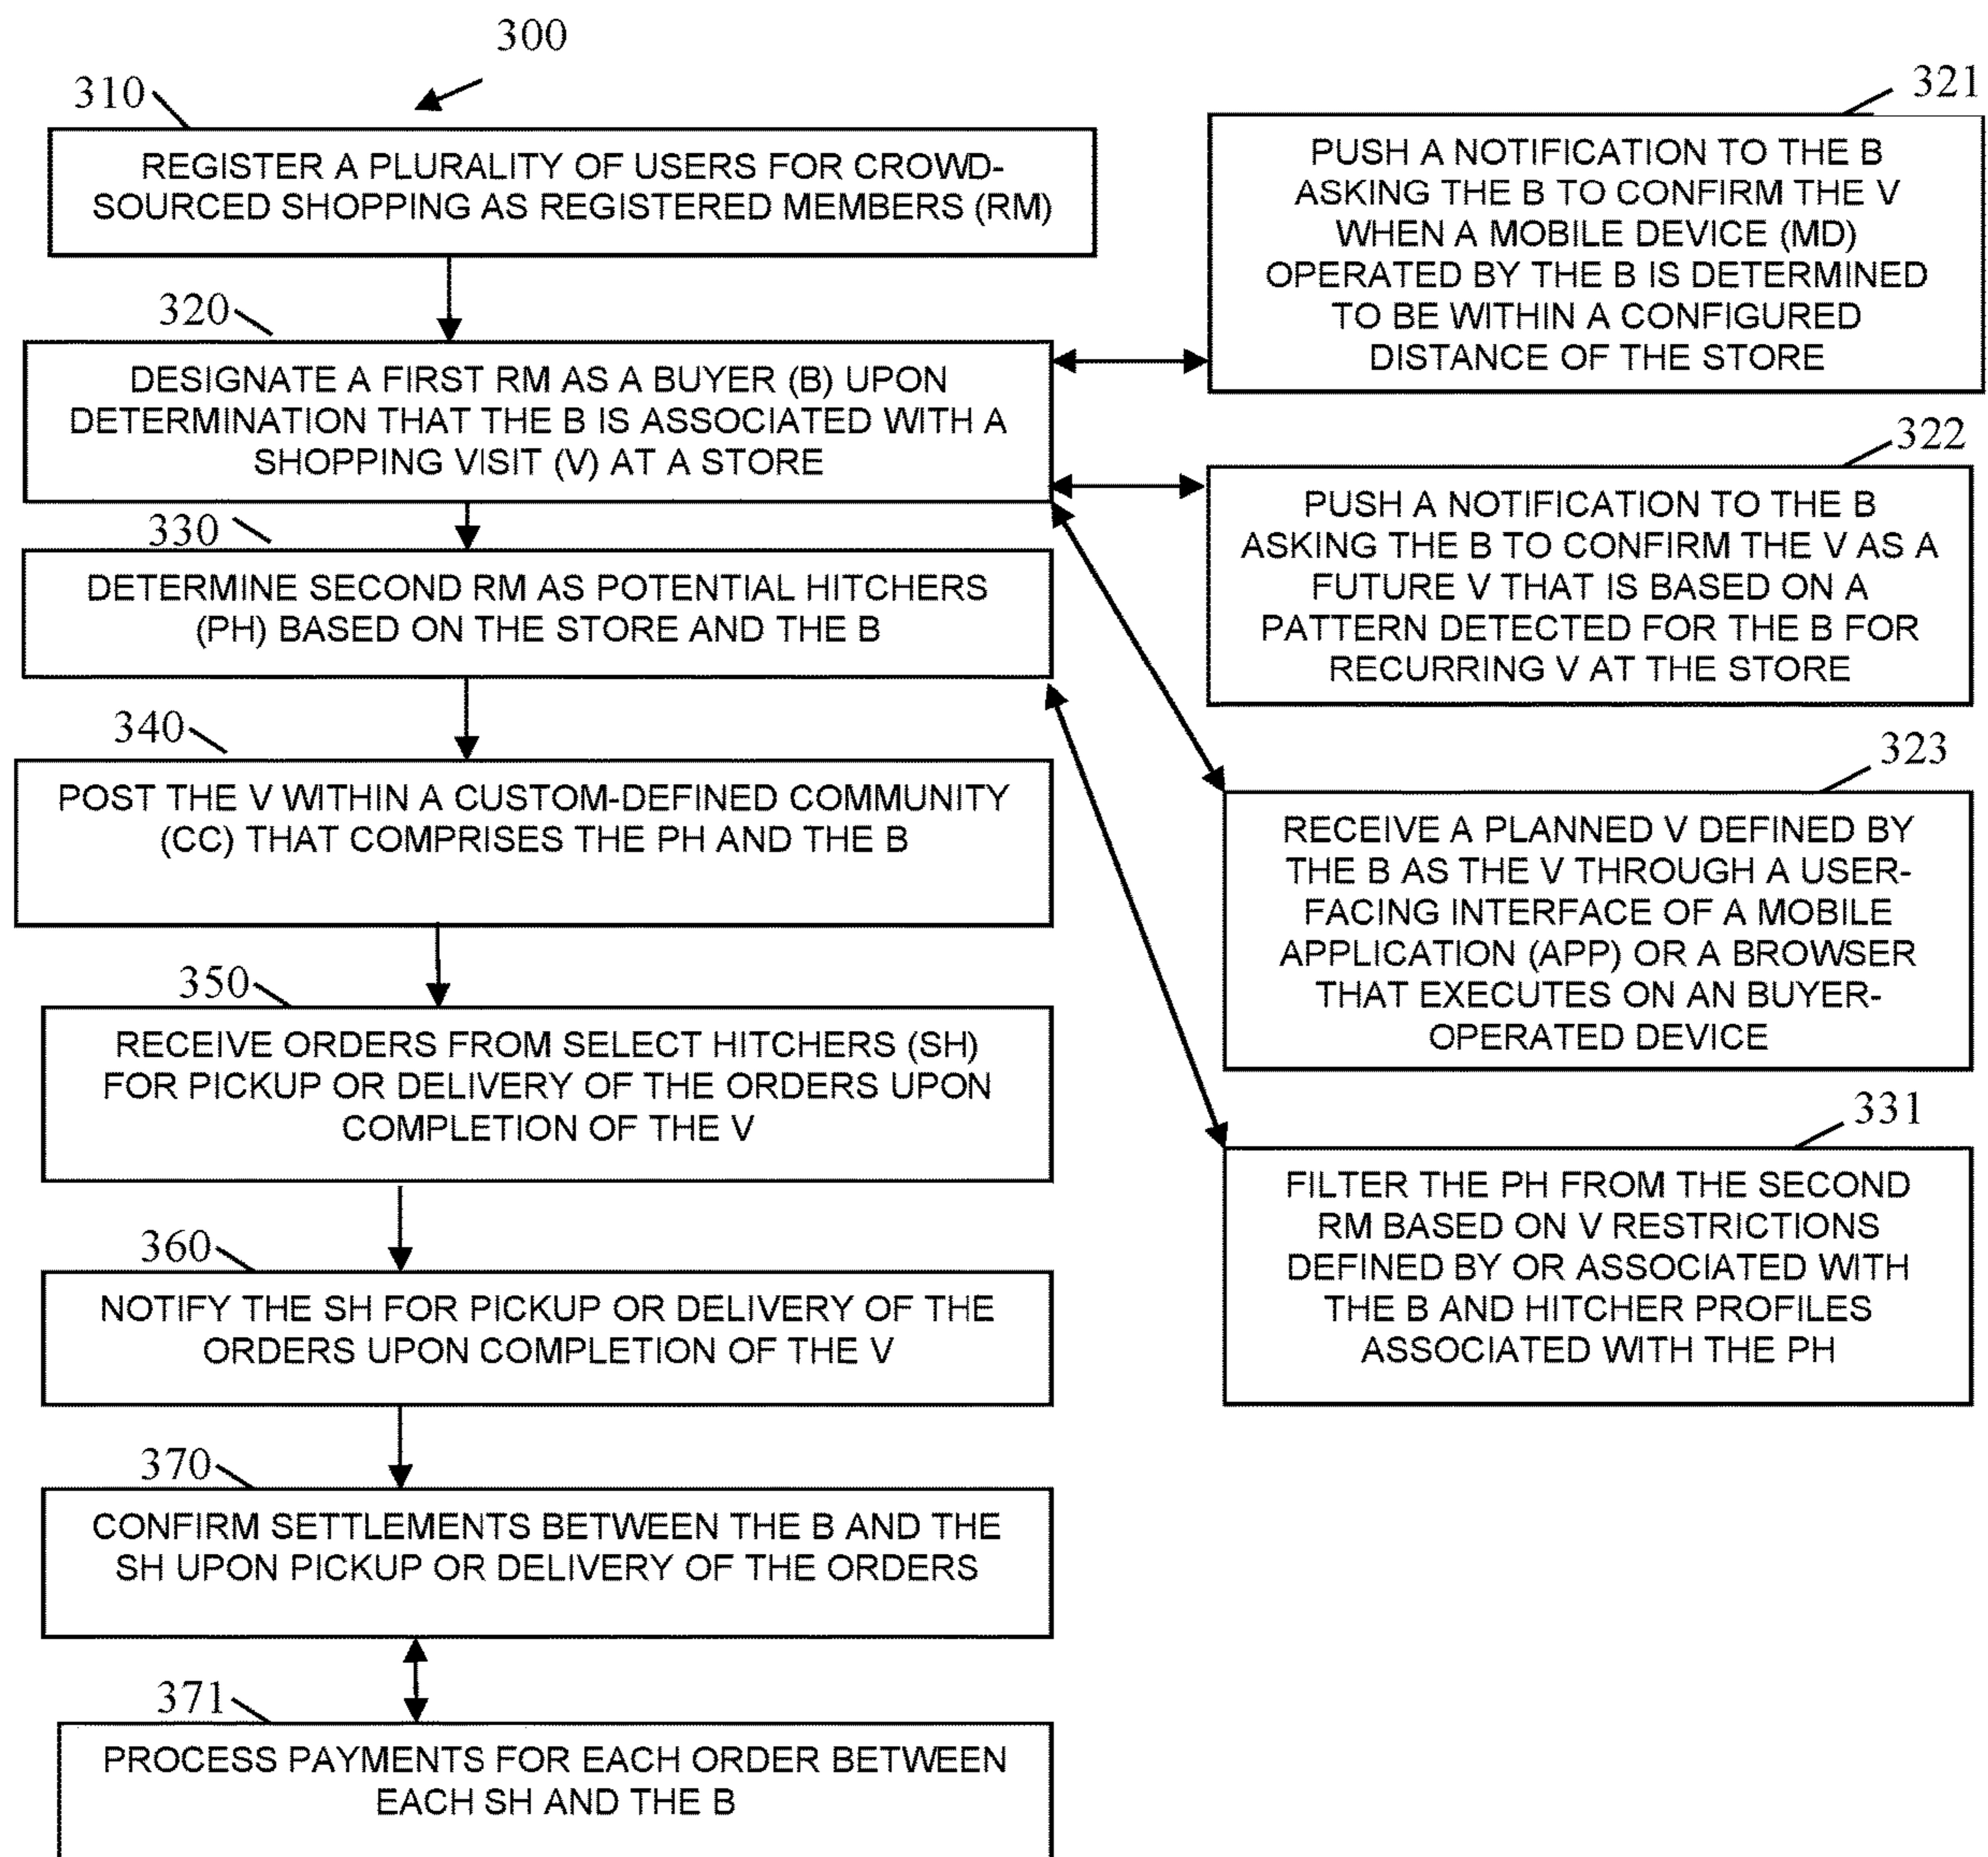 300
310
REGISTER A PLURALITY OF USERS FOR CROWD-
SOURCED SHOPPING AS REGISTERED MEMBERS (RM)
320
DESIGNATE A FIRST RM AS A BUYER (B) UPON
DETERMINATION THAT THE B IS ASSOCIATED WITH A
SHOPPING VISIT (V) AT A STORE
330
DETERMINE SECOND RM AS POTENTIAL HITCHERS
(PH) BASED ON THE STORE AND THE B
340
POST THE V WITHIN A CUSTOM-DEFINED COMMUNITY
(CC) THAT COMPRISES THE PH AND THE B
350
RECEIVE ORDERS FROM SELECT HITCHERS (SH)
FOR PICKUP OR DELIVERY OF THE ORDERS UPON
COMPLETION OF THE V
360
NOTIFY THE SH FOR PICKUP OR DELIVERY OF THE
ORDERS UPON COMPLETION OF THE V
370
CONFIRM SETTLEMENTS BETWEEN THE B AND THE
SH UPON PICKUP OR DELIVERY OF THE ORDERS
371
PROCESS PAYMENTS FOR EACH ORDER BETWEEN
EACH SH AND THE B
321
PUSH A NOTIFICATION TO THE B
ASKING THE B TO CONFIRM THE V
WHEN A MOBILE DEVICE (MD)
OPERATED BY THE B IS DETERMINED
TO BE WITHIN A CONFIGURED
DISTANCE OF THE STORE
322
PUSH A NOTIFICATION TO THE B
ASKING THE B TO CONFIRM THE V AS A
FUTURE V THAT IS BASED ON A
PATTERN DETECTED FOR THE B FOR
RECURRING V AT THE STORE
323
RECEIVE A PLANNED V DEFINED BY
THE B AS THE V THROUGH A USER-
FACING INTERFACE OF A MOBILE
APPLICATION (APP) OR A BROWSER
THAT EXECUTES ON AN BUYER-
OPERATED DEVICE
331
FILTER THE PH FROM THE SECOND
RM BASED ON V RESTRICTIONS
DEFINED BY OR ASSOCIATED WITH
THE B AND HITCHER PROFILES
ASSOCIATED WITH THE PH